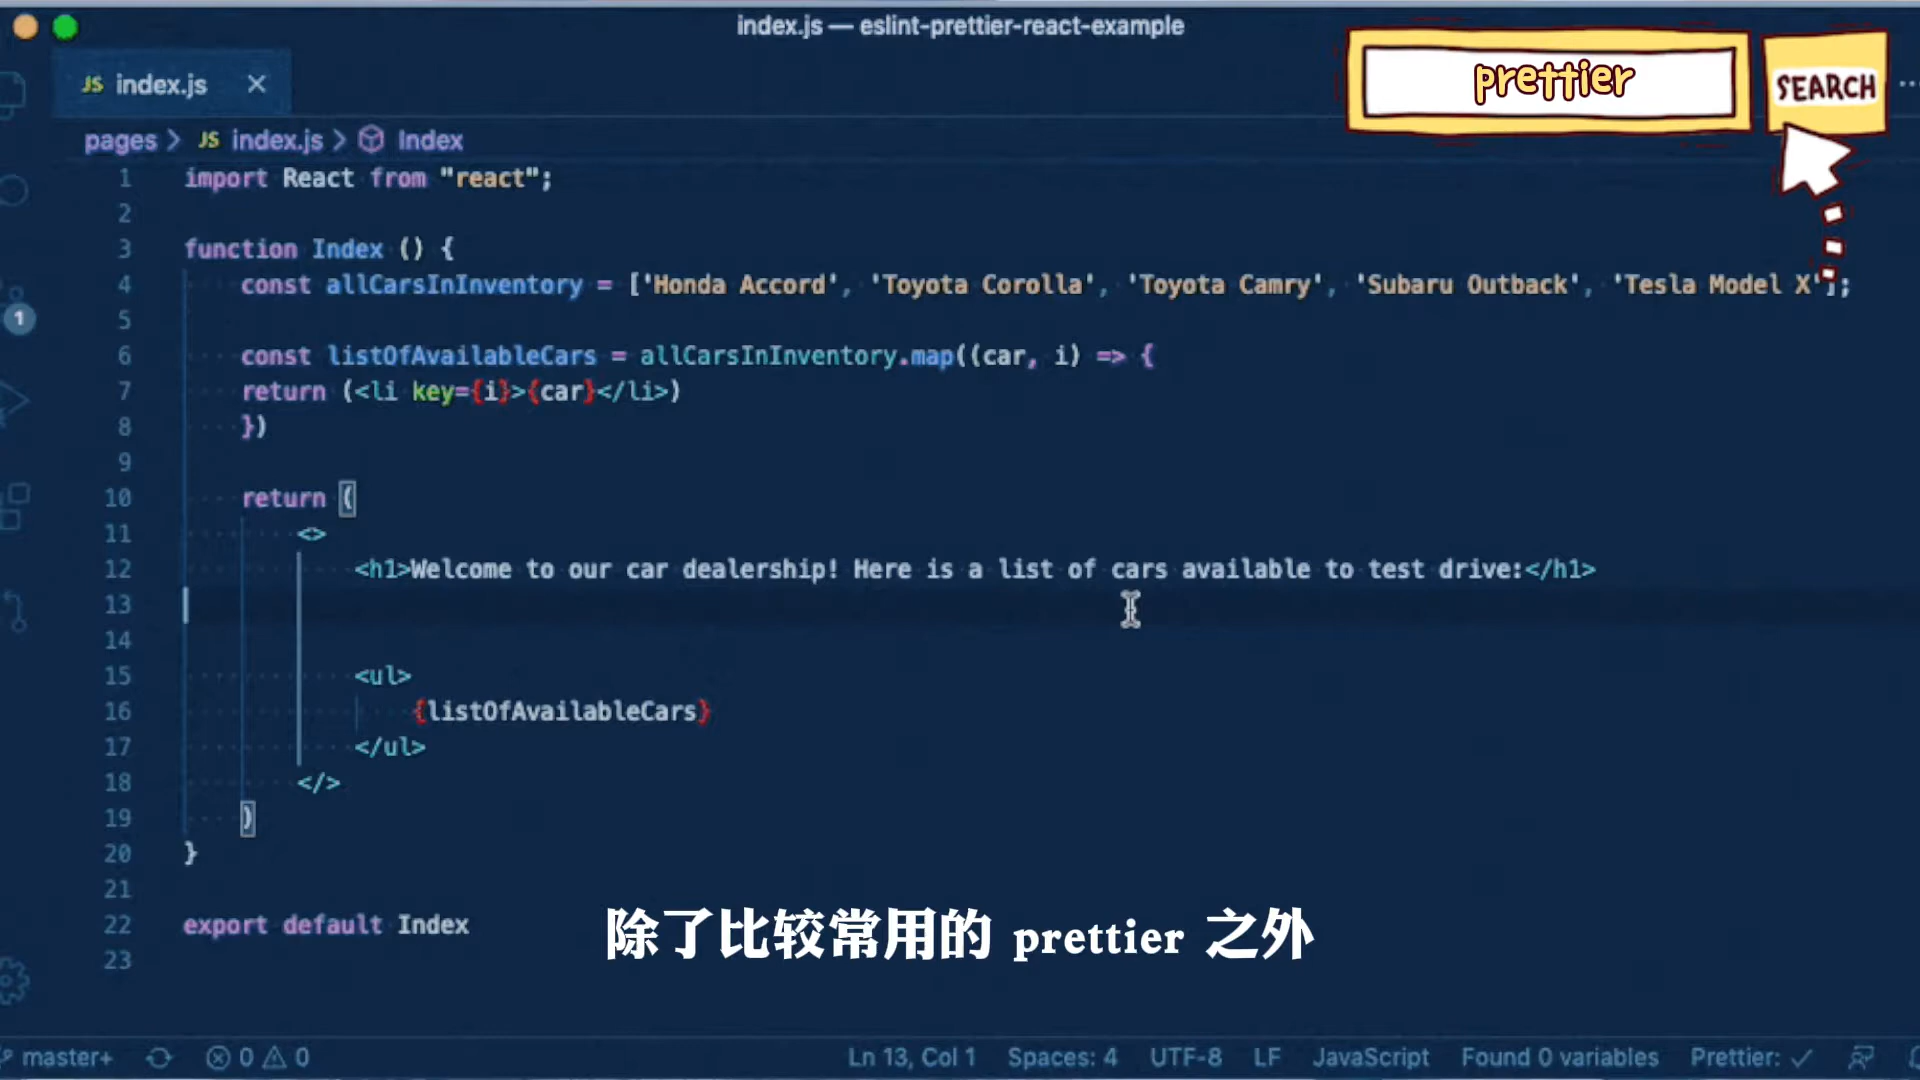 index.js — eslint-prettier-react-example
prettier
SEARCH
JS index.js ×
pages > JS index.js > Index
1 import React from "react";
2
3 function Index () {
4 const allCarsInInventory = ['Honda Accord', 'Toyota Corolla', 'Toyota Camry', 'Subaru Outback', 'Tesla Model X'];
5
6 const listOfAvailableCars = allCarsInInventory.map((car, i) => {
7 return (<li key={i}>{car}</li>)
8 })
9
10 return (
11 <>
12 <h1>Welcome to our car dealership! Here is a list of cars available to test drive:</h1>
13
14
15 <ul>
16 {listOfAvailableCars}
17 </ul>
18 </>
19 )
20 }
21
22 export default Index
23
1
除了比较常用的 prettier 之外
master+ 0 0 Ln 13, Col 1 Spaces: 4 UTF-8 LF JavaScript Found 0 variables Prettier: ✓